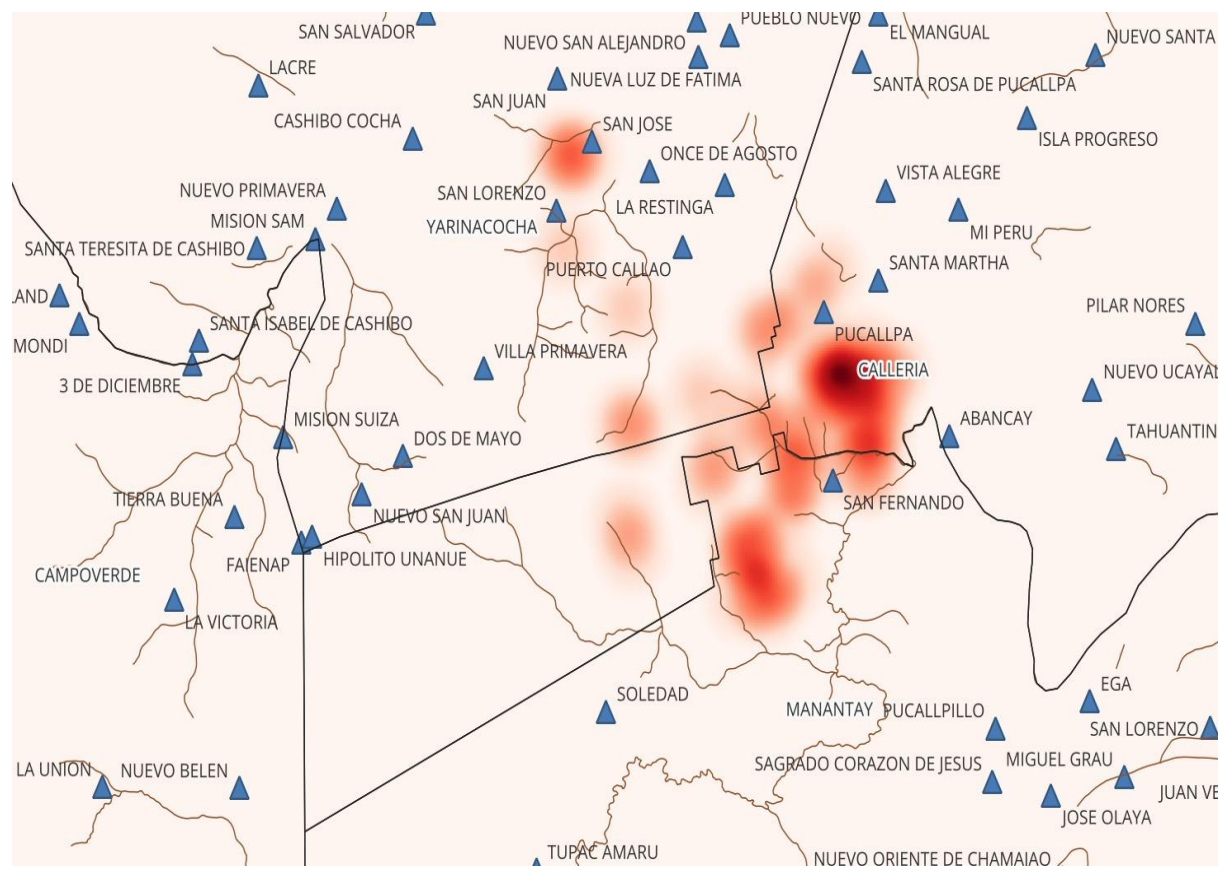 PUEBLO NUEVO
SAN SALVADOR
EL MANGUAL
NUEVO SANTA
NUEVO SAN ALEJANDRO
LACRE
NUEVA LUZ DE FATIMA
SANTA ROSA DE PUCALLPA
SAN JUAN
CASHIBO COCHA
SAN JOSE
ISLA PROGRESO
ONCE DE AGOSTO
VISTA ALEGRE
NUEVO PRIMAVERA
SAN LORENZO
LA RESTINGA
MISION SAM
YARINACOCHA
MI PERU
SANTA TERESITA DE CASHIBO
PUERTO CALLAO
SANTA MARTHA
LAND
PILAR NORES
SANTA ISABEL DE CASHIBO
PUCALLPA
MONDI
VILLA PRIMAVERA
CALLERIA
NUEVO UCAYAL
3 DE DICIEMBRE
MISION SUIZA
ABANCAY
DOS DE MAYO
TAHUANTIN
TIERRA BUENA
SAN FERNANDO
NUEVO SAN JUAN
FAIENAP
HIPOLITO UNANUE
CAMPOVERDE
LA VICTORIA
EGA
SOLEDAD
MANANTAY
PUCALLPILLO
SAN LORENZO
LA UNION
NUEVO BELEN
SAGRADO CORAZON DE JESUS
MIGUEL GRAU
JUAN VE
JOSE OLAYA
TUPAC AMARU
NUEVO ORIENTE DE CHAMAIAO